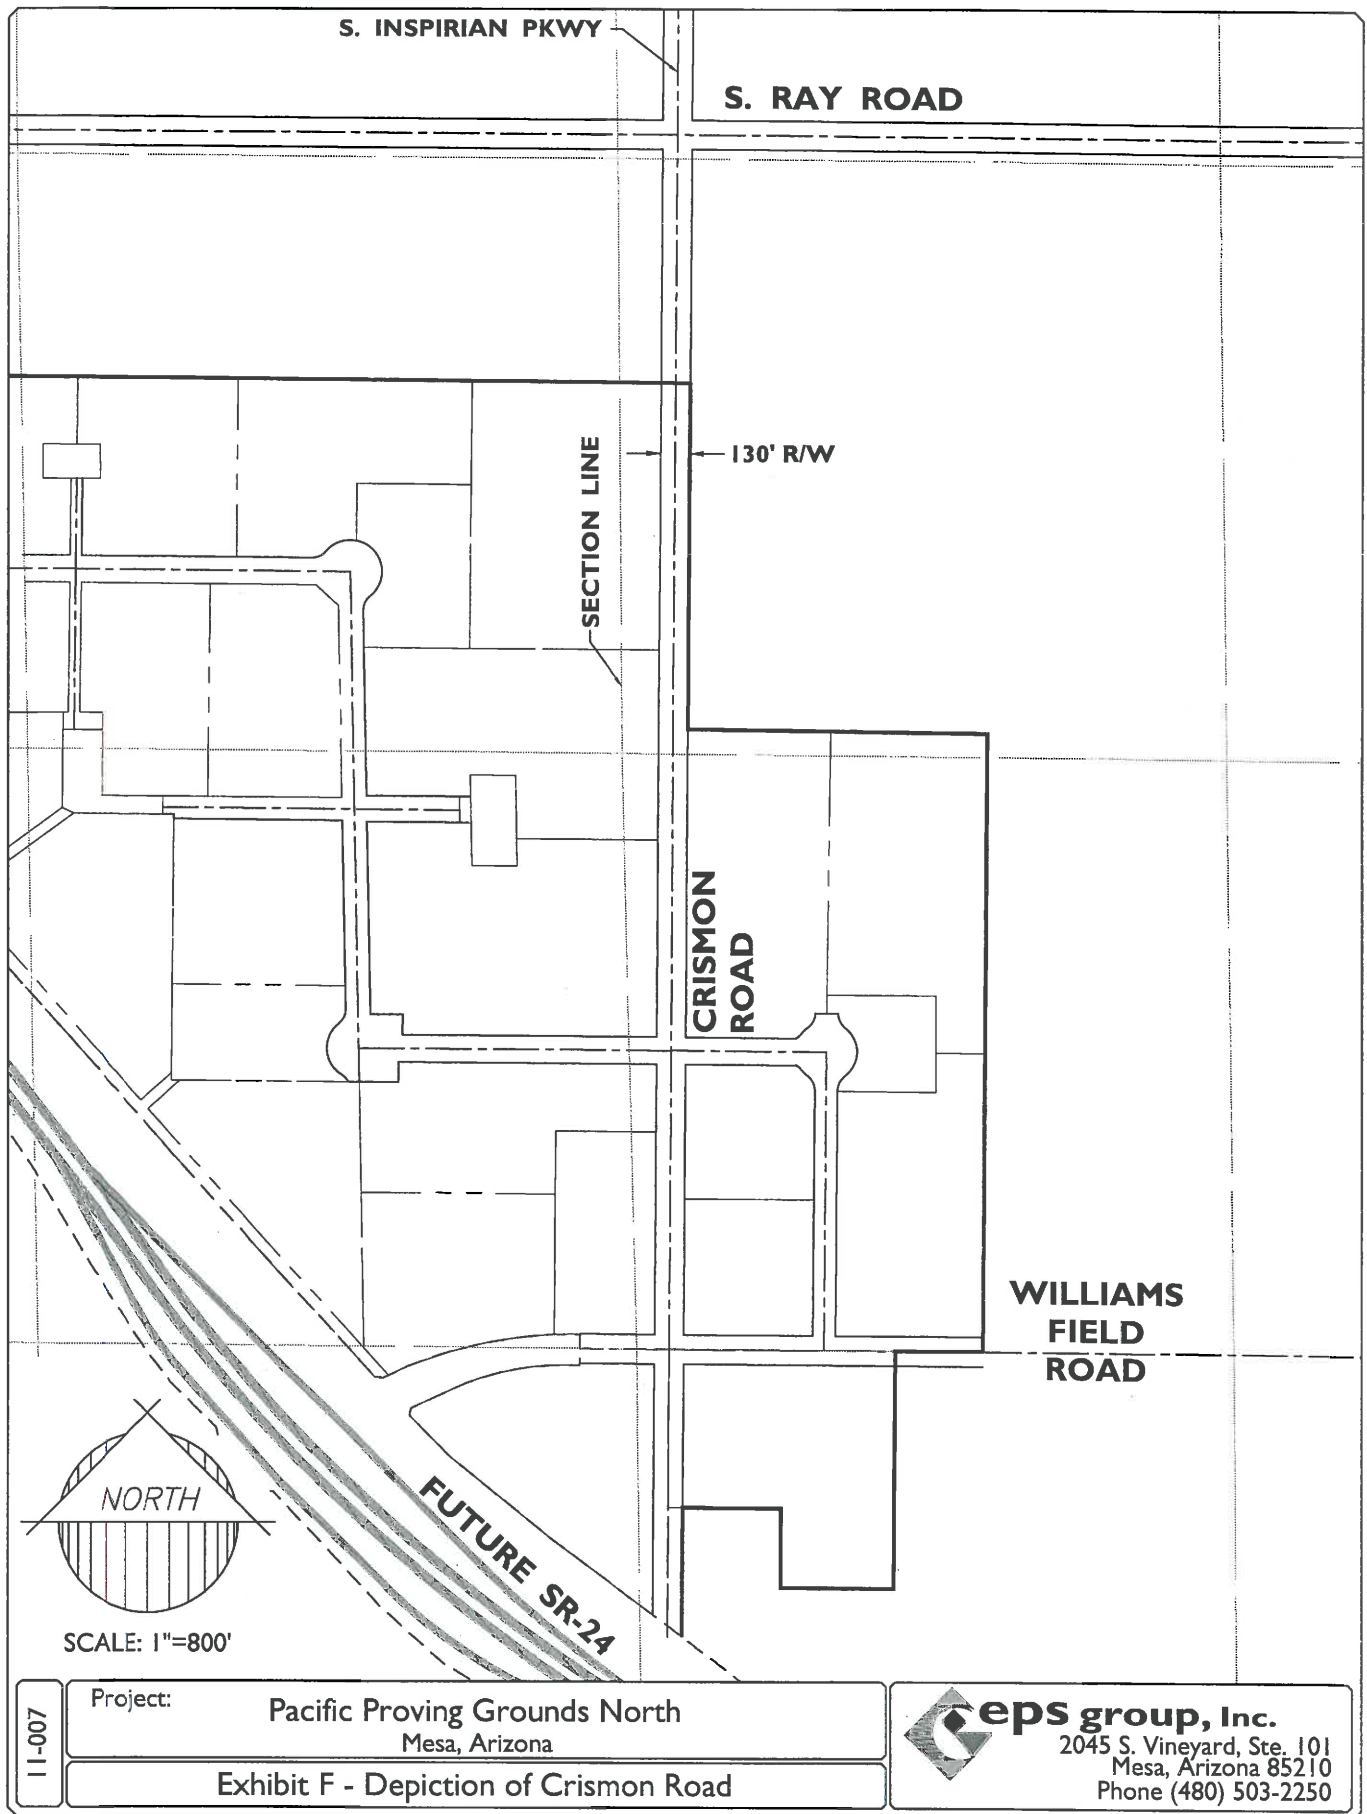 S. INSPIRIAN PKWY
S. RAY ROAD
130' R/W
SECTION LINE
CRISMON
ROAD
WILLIAMS
FIELD
ROAD
NORTH
FUTURE SR-24
SCALE: 1"=800'
11-007
Project:
Pacific Proving Grounds North
Mesa, Arizona
Exhibit F - Depiction of Crismon Road
eps group, Inc.
2045 S. Vineyard, Ste. 101
Mesa, Arizona 85210
Phone (480) 503-2250